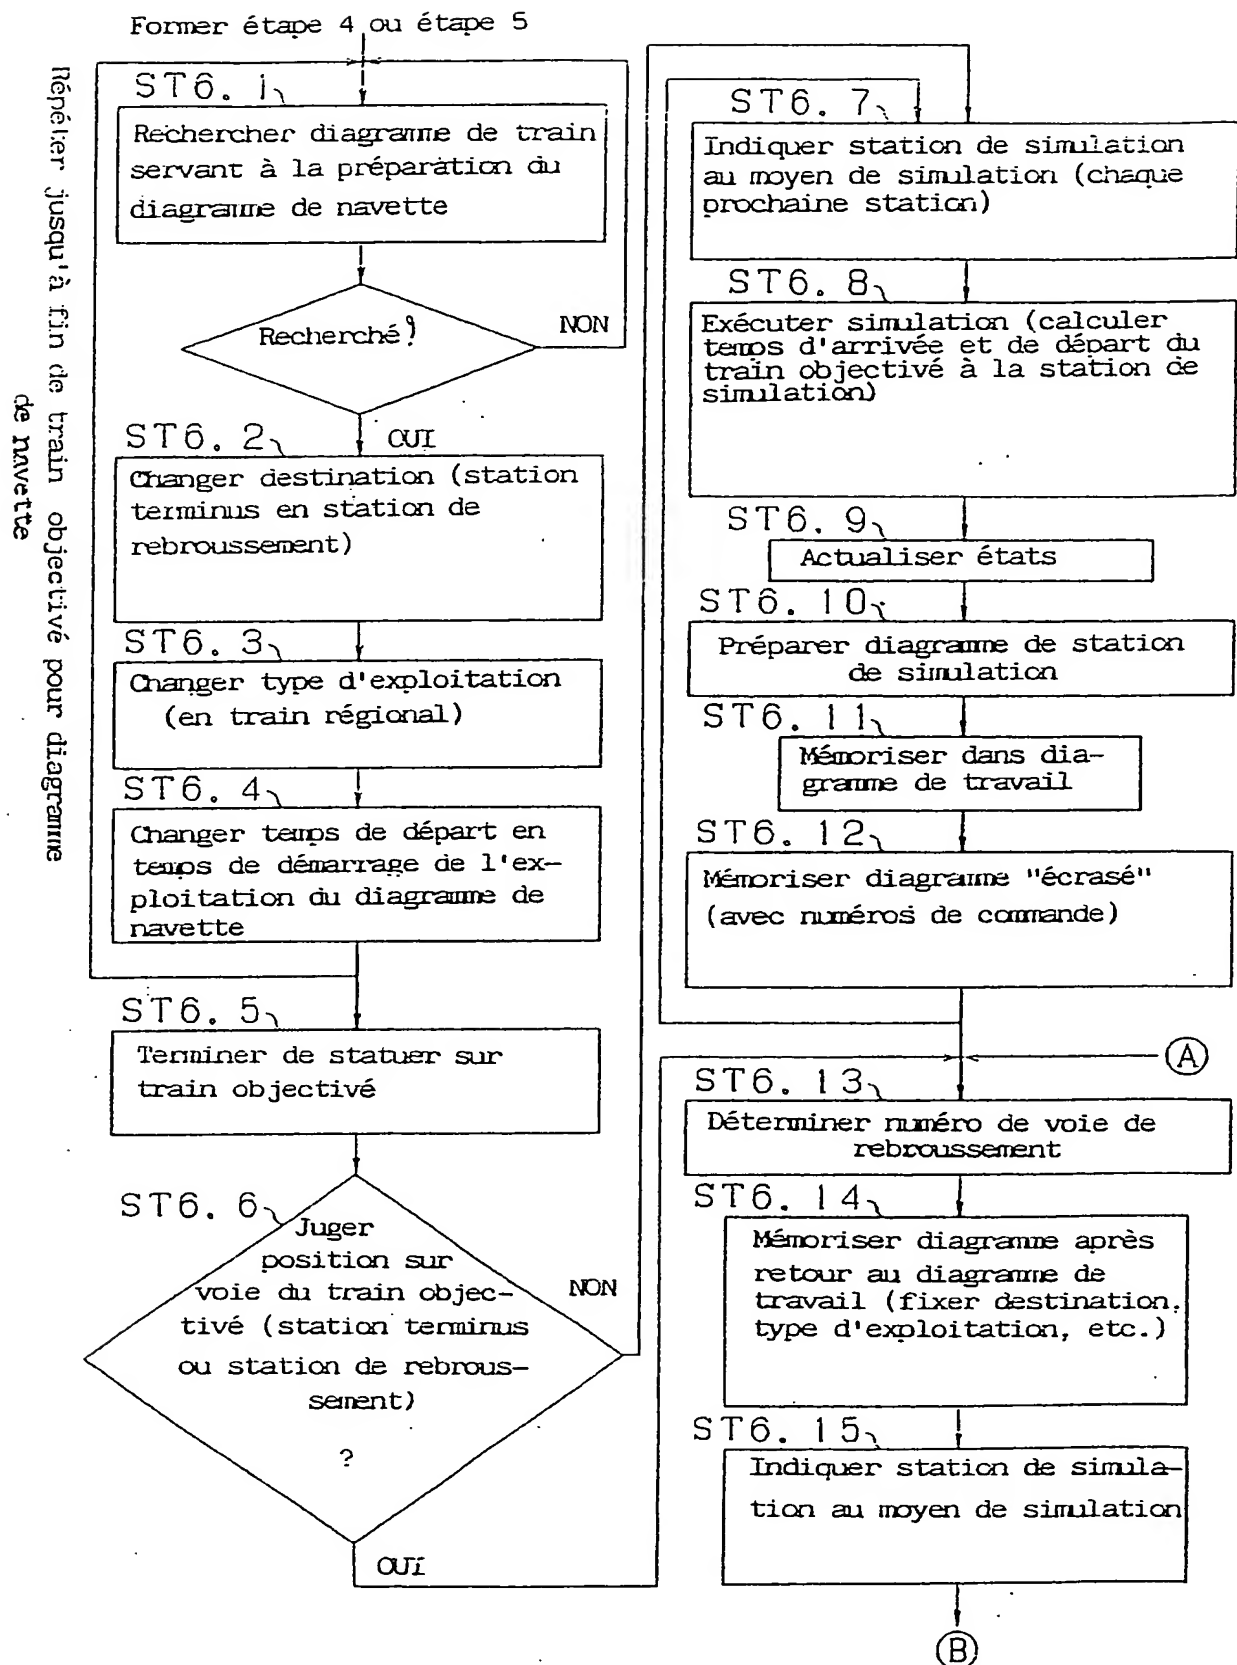 Former étape 4 ou étape 5
Répéter jusqu'à fin de train objectivé pour diagramme
de navette
ST6. 1
Rechercher diagramme de train
servant à la préparation du
diagramme de navette
Recherché?
NON
OUI
ST6. 2
Changer destination (station
terminus en station de
rebroussement)
ST6. 3
Changer type d'exploitation
(en train régional)
ST6. 4
Changer temps de départ en
temps de démarrage de l'ex-
ploitation du diagramme de
navette
ST6. 5
Terminer de statuer sur
train objectivé
ST6. 6
Juger
position sur
voie du train objec-
tivé (station terminus
ou station de rebrous-
sement)
?
NON
OUI
ST6. 7
Indiquer station de simulation
au moyen de simulation (chaque
prochaine station)
ST6. 8
Exécuter simulation (calculer
temps d'arrivée et de départ du
train objectivé à la station de
simulation)
ST6. 9
Actualiser états
ST6. 10
Préparer diagramme de station
de simulation
ST6. 11
Mémoriser dans dia-
gramme de travail
ST6. 12
Mémoriser diagramme "écrasé"
(avec numéros de commande)
A
ST6. 13
Déterminer numéro de voie de
rebroussement
ST6. 14
Mémoriser diagramme après
retour au diagramme de
travail (fixer destination,
type d'exploitation, etc.)
ST6. 15
Indiquer station de simula-
tion au moyen de simulation
B